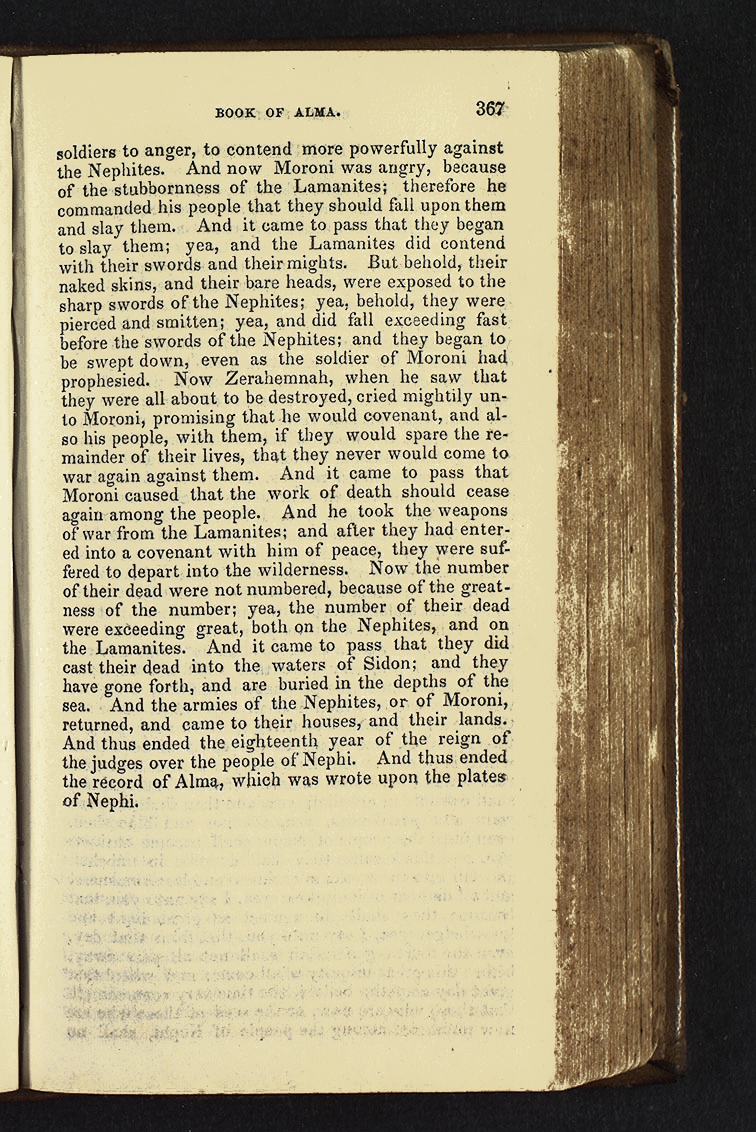 BOOK OF ALMA. 367
soldiers to anger, to contend more powerfully against
the Nephites. And now Moroni was angry, because
of the stubbornness of the Lamanites; therefore he
commanded his people that they should fall upon them
and slay them. And it came to pass that they began
to slay them; yea, and the Lamanites did contend
with their swords and their mights. But behold, their
naked skins, and their bare heads, were exposed to the
sharp swords of the Nephites; yea, behold, they were
pierced and smitten; yea, and did fall exceeding fast
before the swords of the Nephites; and they began to
be swept down, even as the soldier of Moroni had
prophesied. Now Zerahemnah, when he saw that
they were all about to be destroyed, cried mightily un-
to Moroni, promising that he would covenant, and al-
so his people, with them, if they would spare the re-
mainder of their lives, that they never would come to
war again against them. And it came to pass that
Moroni caused that the work of death should cease
again among the people. And he took the weapons
of war from the Lamanites; and after they had enter-
ed into a covenant with him of peace, they were suf-
fered to depart into the wilderness. Now the number
of their dead were not numbered, because of the great-
ness of the number; yea, the number of their dead
were exceeding great, both on the Nephites, and on
the Lamanites. And it came to pass that they did
cast their dead into the waters of Sidon; and they
have gone forth, and are buried in the depths of the
sea. And the armies of the Nephites, or of Moroni,
returned, and came to their houses, and their lands.
And thus ended the eighteenth year of the reign of
the judges over the people of Nephi. And thus ended
the record of Alma, which was wrote upon the plates
of Nephi.